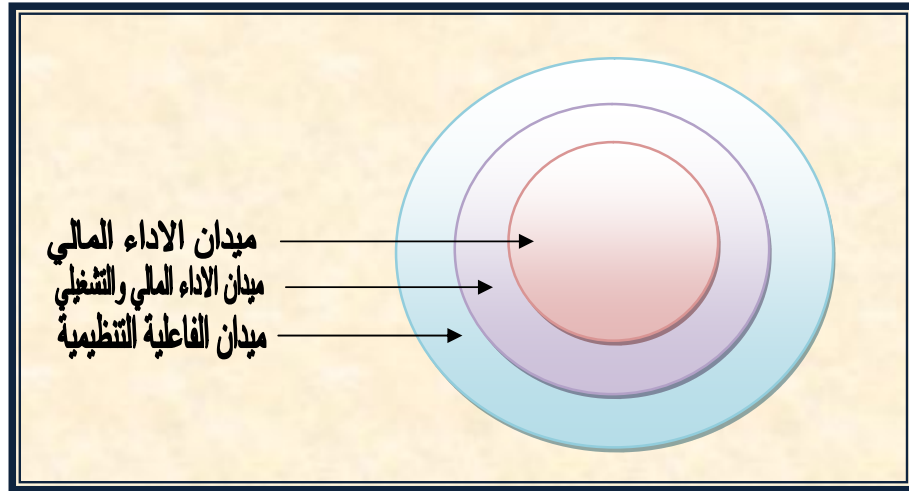 ميدان الاداء المالي
ميدان الاداء المالي والتشغيلي
ميدان الفاعلية التنظيمية